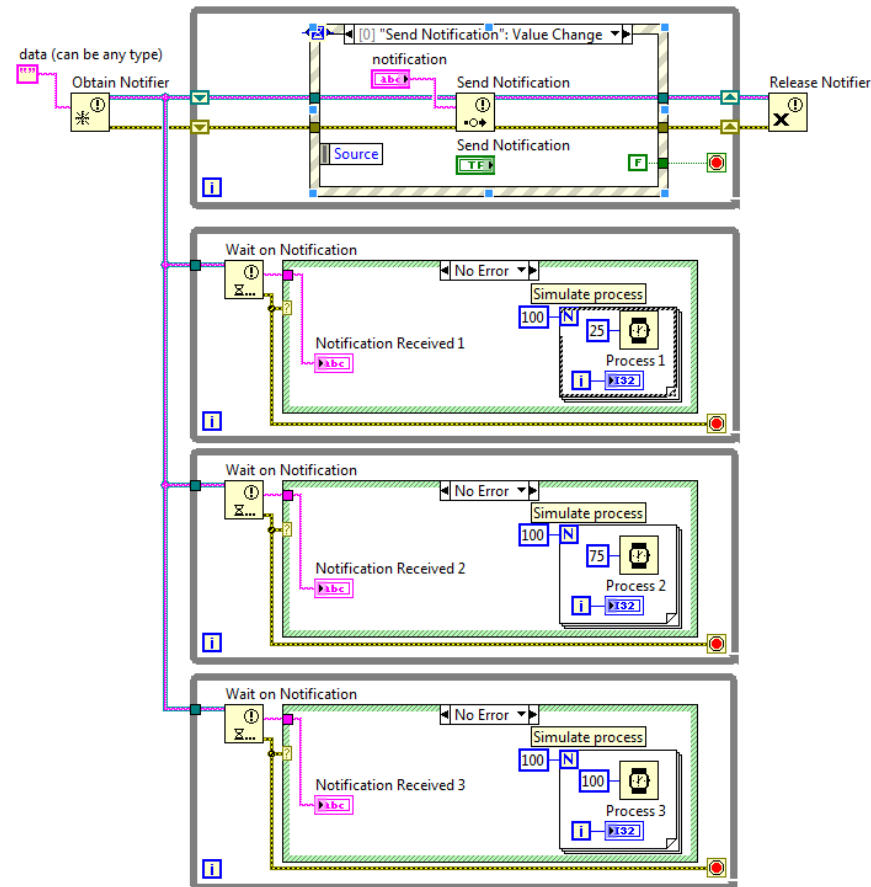 [0] "Send Notification": Value Change
data (can be any type)
notification
abc
Obtain Notifier
Send Notification
Release Notifier
Source
Send Notification
TF
F
i
Wait on Notification
No Error
Simulate process
100
N
25
?
Notification Received 1
abc
Process 1
i
I32
i
Wait on Notification
No Error
Simulate process
100
N
75
?
Notification Received 2
abc
Process 2
i
I32
i
Wait on Notification
No Error
Simulate process
100
N
100
?
Notification Received 3
abc
Process 3
i
I32
i